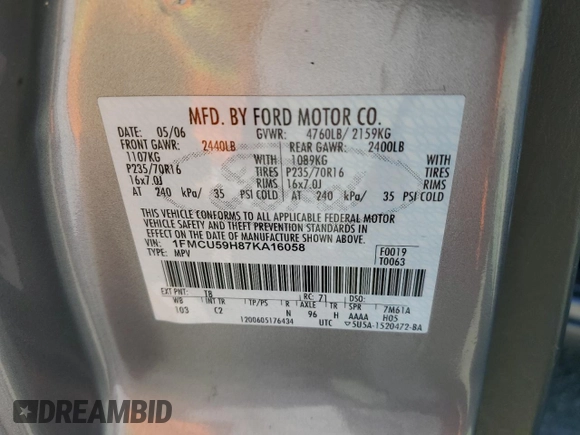 MFD. BY FORD MOTOR CO.
DATE: 05/06 GVWR: 4760LB/ 2159KG
FRONT GAWR: 2440LB REAR GAWR: 2400LB
1107KG WITH 1089KG WITH
P235/70R16 TIRES P235/70R16 TIRES
16x7.0J RIMS 16x7.0J RIMS
AT 240 kPa/ 35 PSI COLD AT 240 kPa/ 35 PSI COLD
THIS VEHICLE CONFORMS TO ALL APPLICABLE FEDERAL MOTOR
VEHICLE SAFETY AND THEFT PREVENTION STANDARDS IN
EFFECT ON THE DATE OF MANUFACTURE SHOWN ABOVE.
VIN: 1FMCU59H87KA16058 F0019
TYPE: MPV T0063
EXT PNT: T8 RC: 71 DSO:
WB BRK INT TR TP/PS R AXLE TR SPR 7M61A
103 C2 N 96 H AAAA H05
1200605176434 UTC ▽5U5A-1520472-BA
DREAMBID